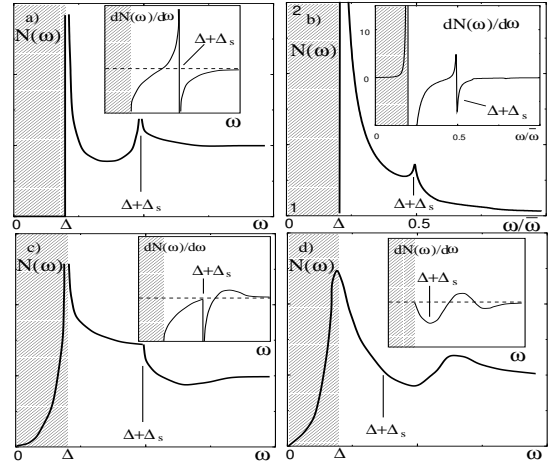 a)
N(ω)
dN(ω)/dω
Δ+Δs
ω
Δ+Δs
0
Δ
ω
b)
2
N(ω)
dN(ω)/dω
10
0
Δ+Δs
0
0.5
ω/ω̅
Δ+Δs
1
0
Δ
0.5
ω/ω̅
c)
N(ω)
dN(ω)/dω
Δ+Δs
ω
Δ+Δs
0
Δ
ω
d)
N(ω)
dN(ω)/dω
Δ+Δs
ω
Δ+Δs
0
Δ
ω